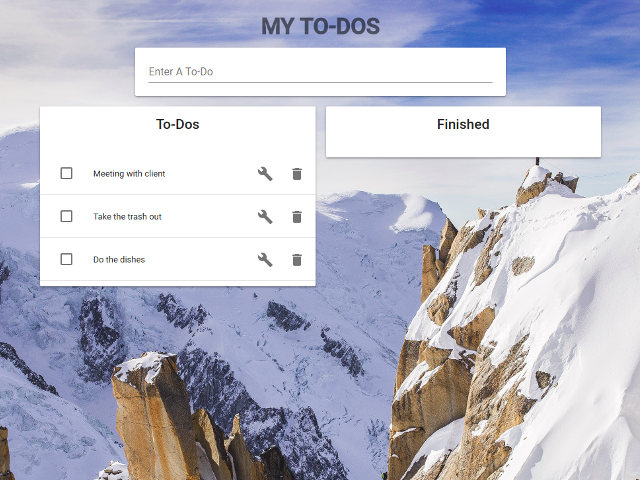 MY TO-DOS
Enter A To-Do
To-Dos
Meeting with client
Take the trash out
Do the dishes
Finished